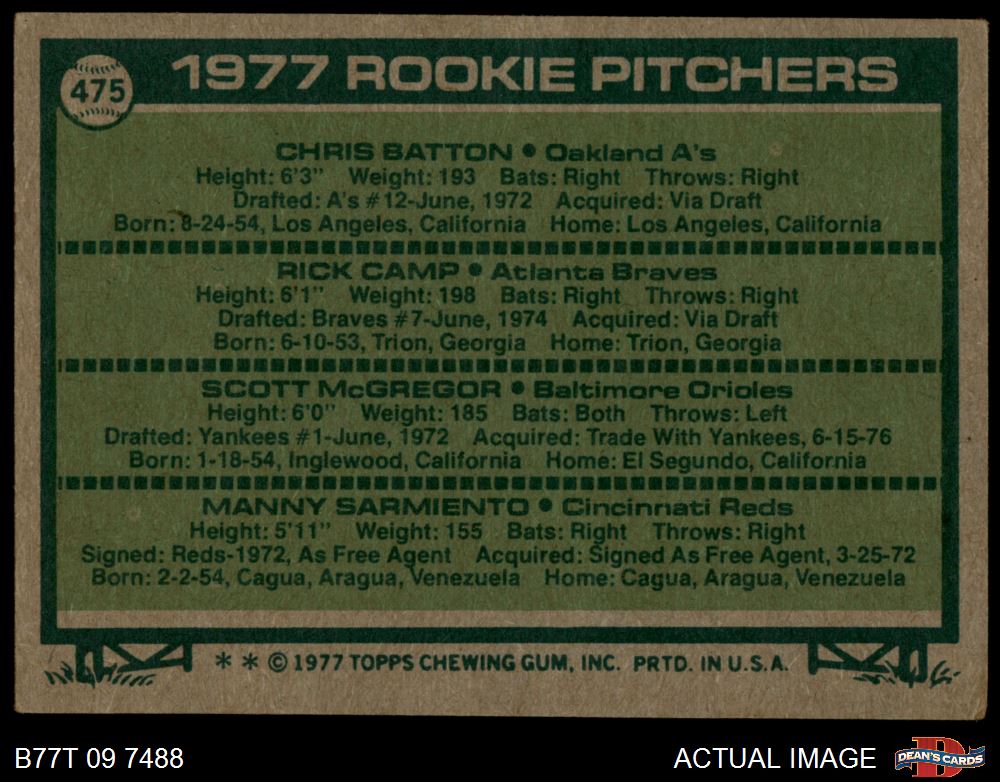 475
1977 ROOKIE PITCHERS
CHRIS BATTON • Oakland A's
Height: 6'3" Weight: 193 Bats: Right Throws: Right
Drafted: A's #12-June, 1972 Acquired: Via Draft
Born: 8-24-54, Los Angeles, California Home: Los Angeles, California
RICK CAMP • Atlanta Braves
Height: 6'1" Weight: 198 Bats: Right Throws: Right
Drafted: Braves #7-June, 1974 Acquired: Via Draft
Born: 6-10-53, Trion, Georgia Home: Trion, Georgia
SCOTT McGREGOR • Baltimore Orioles
Height: 6'0" Weight: 185 Bats: Both Throws: Left
Drafted: Yankees #1-June, 1972 Acquired: Trade With Yankees, 6-15-76
Born: 1-18-54, Inglewood, California Home: El Segundo, California
MANNY SARMIENTO • Cincinnati Reds
Height: 5'11" Weight: 155 Bats: Right Throws: Right
Signed: Reds-1972, As Free Agent Acquired: Signed As Free Agent, 3-25-72
Born: 2-2-54, Cagua, Aragua, Venezuela Home: Cagua, Aragua, Venezuela
* * © 1977 TOPPS CHEWING GUM, INC. PRTD. IN U.S.A.
B77T 09 7488 ACTUAL IMAGE DEAN'S CARDS